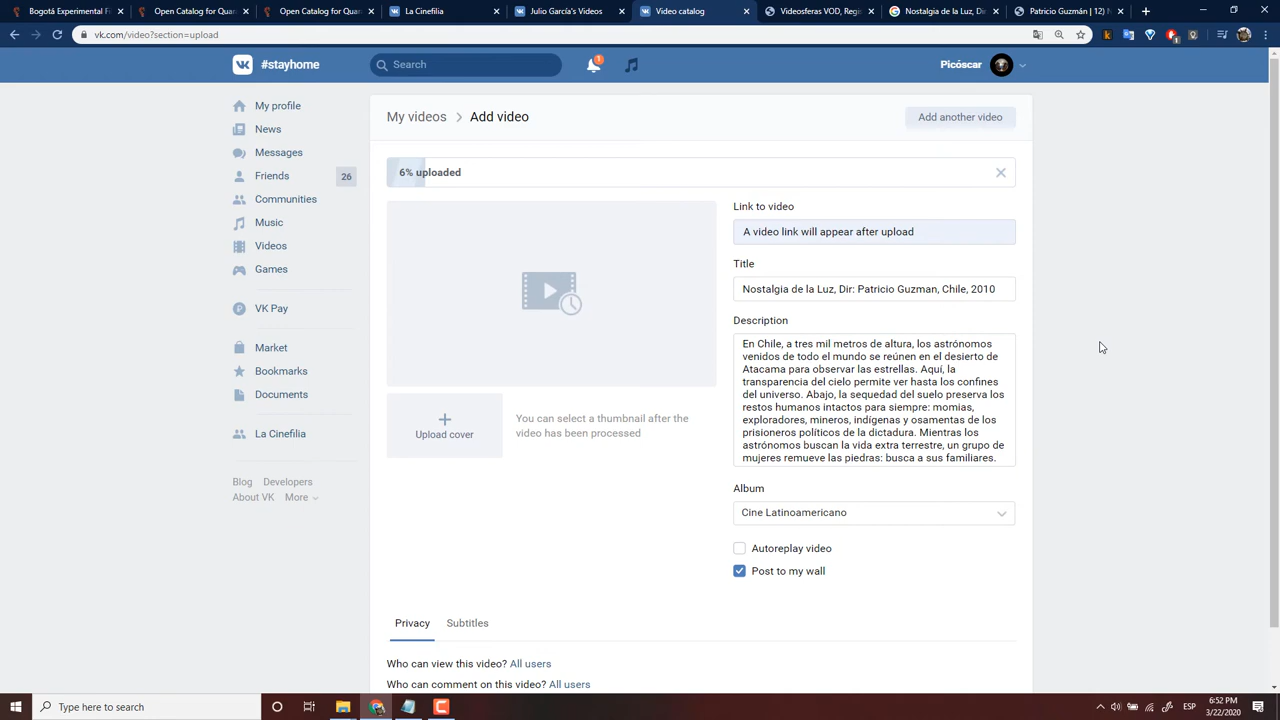 Bogotá Experimental F
Open Catalog for Quar
Open Catalog for Quar
La Cinefilia
Julio García's Videos
Video catalog
Videosferas VOD, Regis
Nostalgia de la Luz, Dir:
Patricio Guzmán | 12) N
vk.com/video?section=upload
#stayhome
Search
1
Picóscar
My profile
News
Messages
Friends 26
Communities
Music
Videos
Games
VK Pay
Market
Bookmarks
Documents
La Cinefilia
Blog Developers
About VK More
My videos > Add video
Add another video
6% uploaded
Upload cover
You can select a thumbnail after the
video has been processed
Link to video
A video link will appear after upload
Title
Nostalgia de la Luz, Dir: Patricio Guzman, Chile, 2010
Description
En Chile, a tres mil metros de altura, los astrónomos
venidos de todo el mundo se reúnen en el desierto de
Atacama para observar las estrellas. Aquí, la
transparencia del cielo permite ver hasta los confines
del universo. Abajo, la sequedad del suelo preserva los
restos humanos intactos para siempre: momias,
exploradores, mineros, indígenas y osamentas de los
prisioneros políticos de la dictadura. Mientras los
astrónomos buscan la vida extra terrestre, un grupo de
mujeres remueve las piedras: busca a sus familiares.
Album
Cine Latinoamericano
Autoreplay video
Post to my wall
Privacy Subtitles
Who can view this video? All users
Who can comment on this video? All users
Type here to search
ESP
6:52 PM
3/22/2020